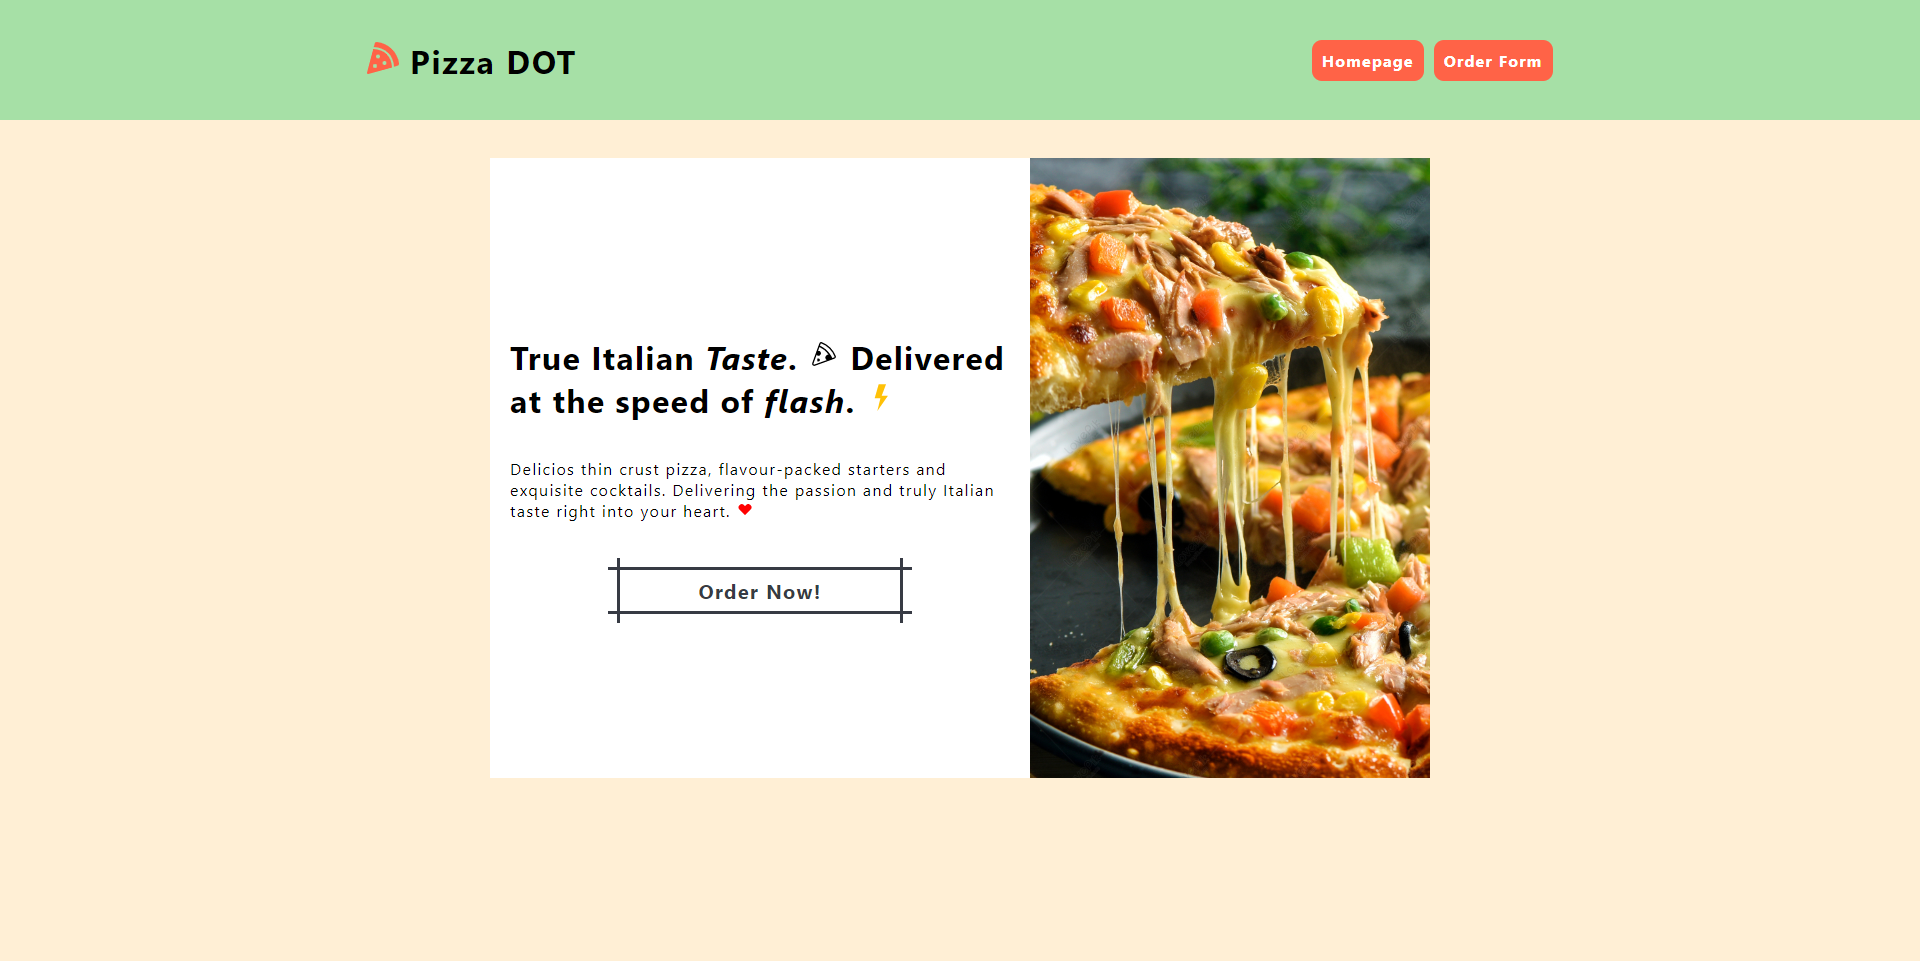 Pizza DOT
Homepage
Order Form
True Italian Taste. Delivered
at the speed of flash.
Delicios thin crust pizza, flavour-packed starters and
exquisite cocktails. Delivering the passion and truly Italian
taste right into your heart.
Order Now!